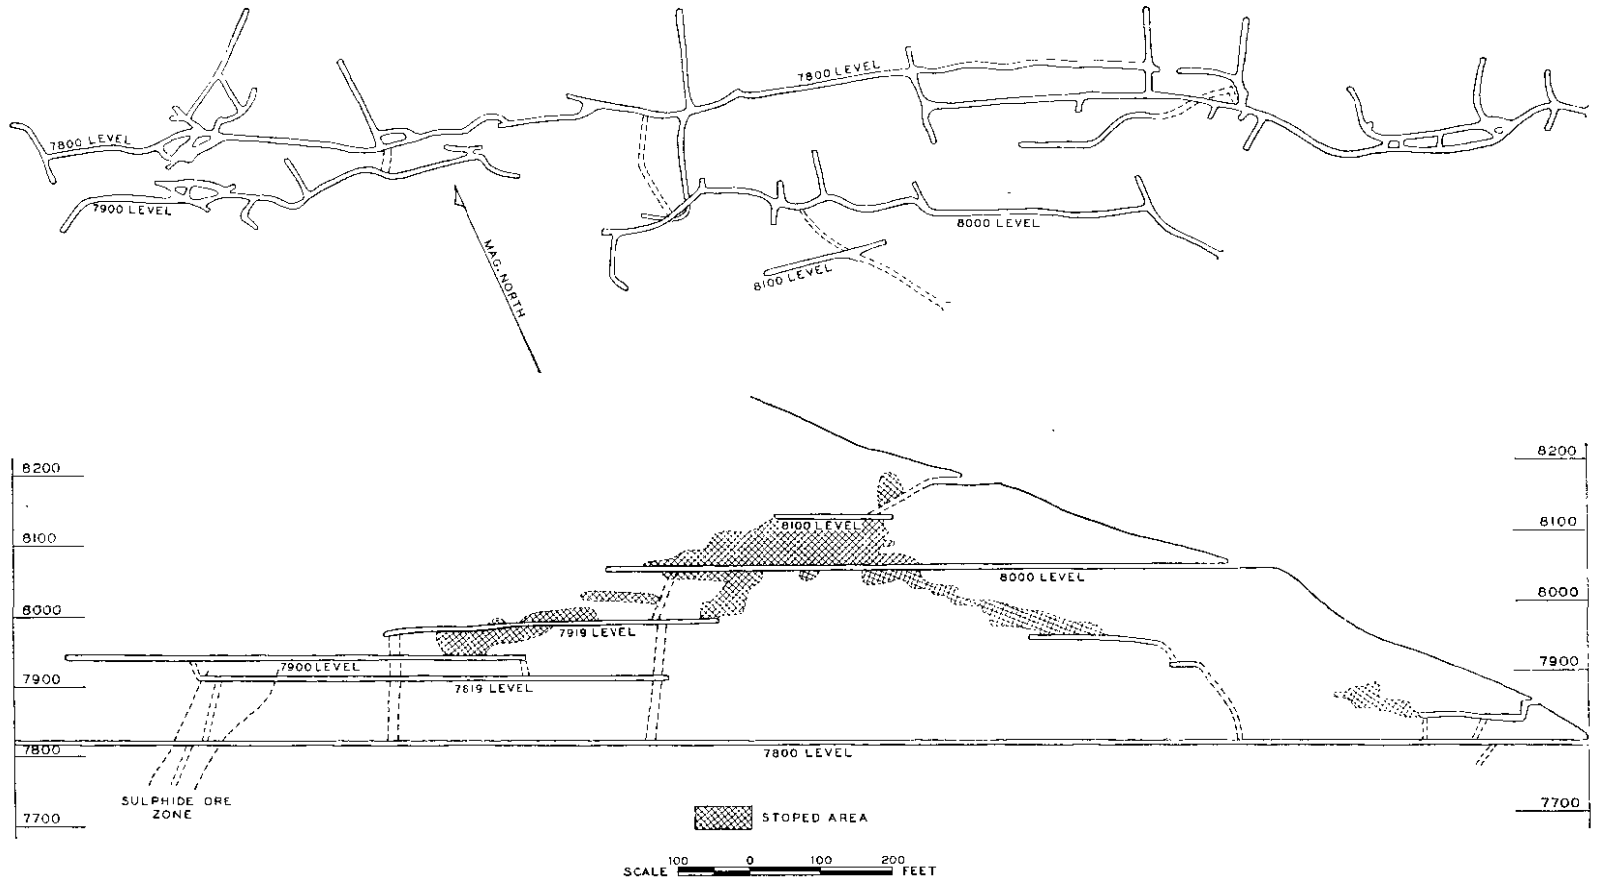 7800 LEVEL
7800 LEVEL
7900 LEVEL
8000 LEVEL
MAG. NORTH
8100 LEVEL
8200
8200
8100 LEVEL
8100
8100
8000 LEVEL
8000
8000
7919 LEVEL
7900 LEVEL
7900
7900
7819 LEVEL
7800
7800 LEVEL
SULPHIDE ORE
ZONE
7700
7700
STOPED AREA
SCALE 100 0 100 200 FEET